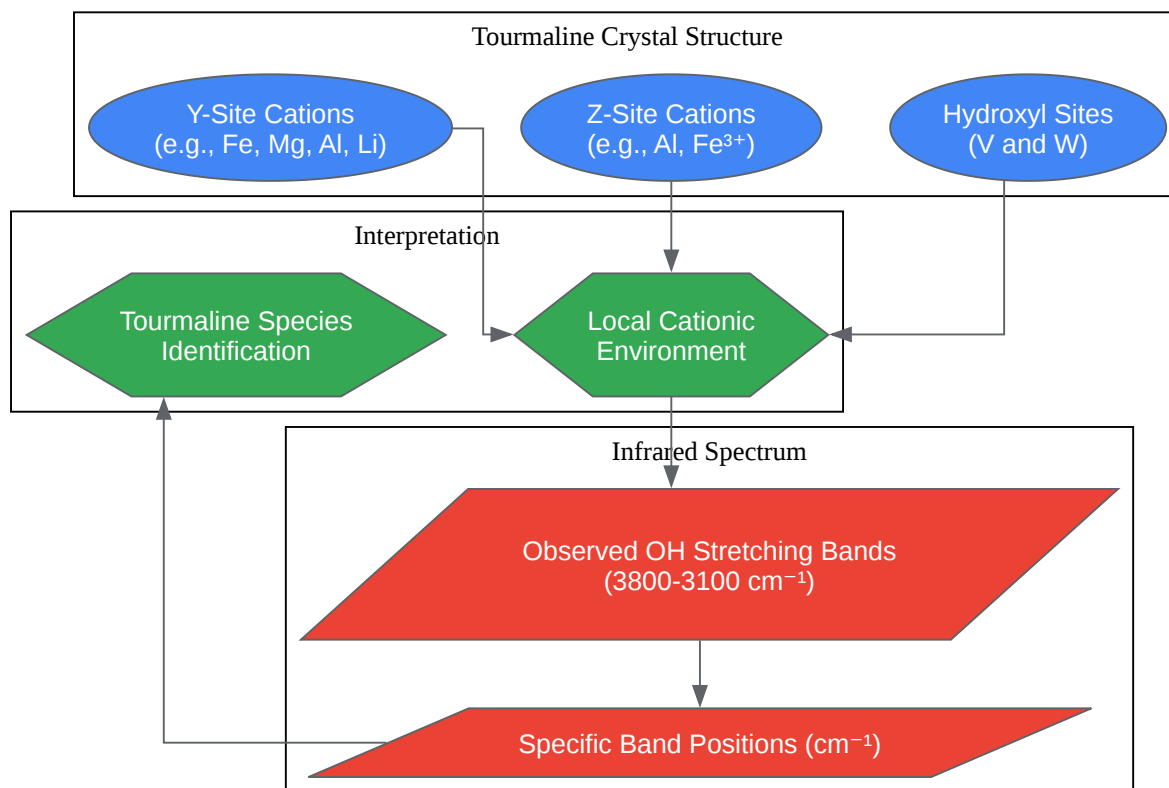 Tourmaline Crystal Structure
Y-Site Cations
(e.g., Fe, Mg, Al, Li)
Z-Site Cations
(e.g., Al, Fe³⁺)
Hydroxyl Sites
(V and W)
Interpretation
Tourmaline Species
Identification
Local Cationic
Environment
Infrared Spectrum
Observed OH Stretching Bands
(3800-3100 cm⁻¹)
Specific Band Positions (cm⁻¹)